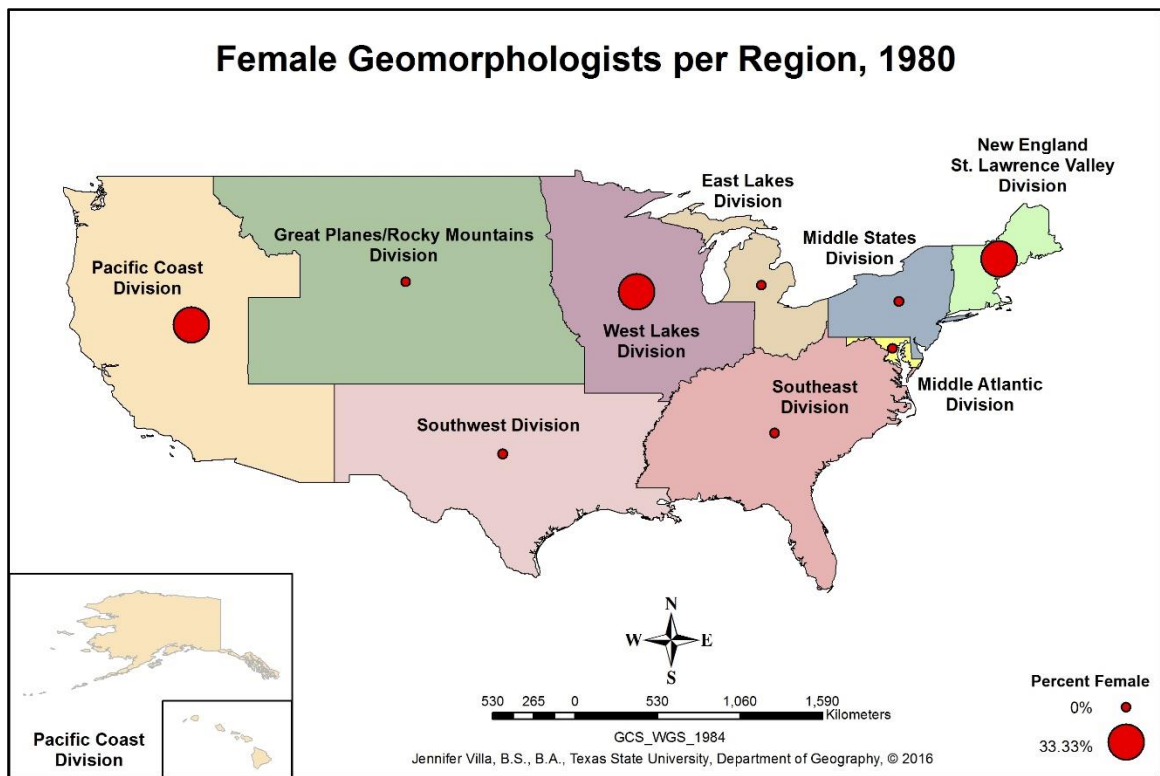 Female Geomorphologists per Region, 1980
New England
St. Lawrence Valley
Division
East Lakes
Division
Great Planes/Rocky Mountains
Division
Middle States
Division
Pacific Coast
Division
West Lakes
Division
Middle Atlantic
Division
Southeast
Division
Southwest Division
N
W E
S
530 265 0 530 1,060 1,590
Kilometers
GCS_WGS_1984
Jennifer Villa, B.S., B.A., Texas State University, Department of Geography, © 2016
Percent Female
0%
33.33%
Pacific Coast
Division